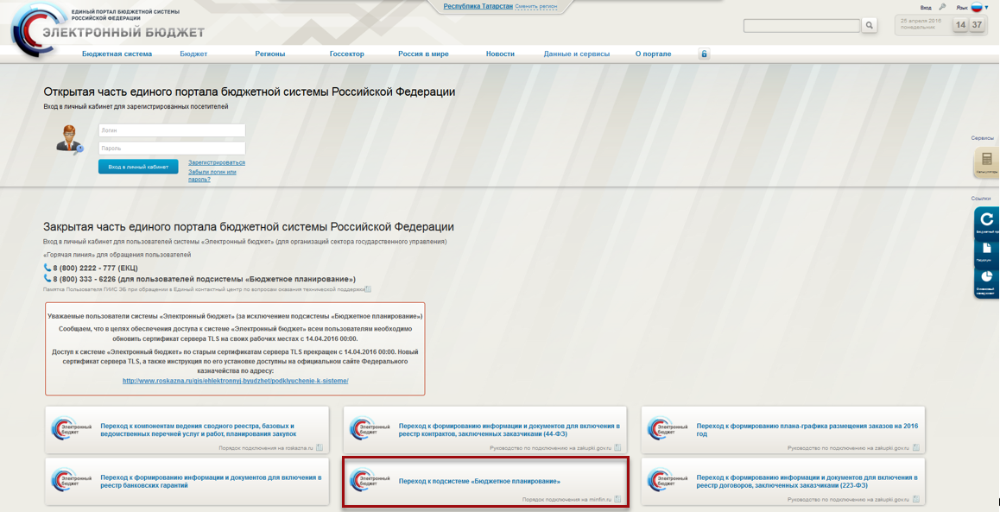 Республика Татарстан Сменить регион
Вход
Язык
ЕДИНЫЙ ПОРТАЛ БЮДЖЕТНОЙ СИСТЕМЫ
РОССИЙСКОЙ ФЕДЕРАЦИИ
ЭЛЕКТРОННЫЙ БЮДЖЕТ
25 апреля 2016
понедельник
14 37
Бюджетная система Бюджет Регионы Госсектор Россия в мире Новости Данные и сервисы О портале
Открытая часть единого портала бюджетной системы Российской Федерации
Вход в личный кабинет для зарегистрированных посетителей
Логин
Пароль
Вход в личный кабинет
Зарегистрироваться
Забыли логин или
пароль?
Сервисы
Калькуляторы
Ссылки
Закрытая часть единого портала бюджетной системы Российской Федерации
Вход в личный кабинет для пользователей системы «Электронный бюджет» (для организаций сектора государственного управления)
«Горячая линия» для обращения пользователей
8 (800) 2222 - 777 (ЕКЦ)
8 (800) 333 - 6226 (для пользователей подсистемы «Бюджетное планирование»)
Памятка Пользователя ГИИС ЭБ при обращении в Единый контактный центр по вопросам оказания технической поддержки
Уважаемые пользователи системы «Электронный бюджет» (за исключением подсистемы «Бюджетное планирование»)
Сообщаем, что в целях обеспечения доступа к системе «Электронный бюджет» всем пользователям необходимо
обновить сертификат сервера TLS на своих рабочих местах с 14.04.2016 00:00.
Доступ к системе «Электронный бюджет» по старым сертификатам сервера TLS прекращен с 14.04.2016 00:00. Новый
сертификат сервера TLS, а также инструкция по его установке доступны на официальном сайте Федерального
казначейства по адресу:
http://www.roskazna.ru/gis/ehlektronnyj-byudzhet/podklyuchenie-k-sisteme/
Электронный
Бюджет
Переход к компонентам ведения сводного реестра, базовых и
ведомственных перечней услуг и работ, планирования закупок
Порядок подключения на roskazna.ru
Электронный
Бюджет
Переход к формированию информации и документов для включения в
реестр контрактов, заключенных заказчиками (44-ФЗ)
Руководство по подключению на zakupki.gov.ru
Электронный
Бюджет
Переход к формированию плана-графика размещения заказов на 2016
год
Руководство по подключению на zakupki.gov.ru
Электронный
Бюджет
Переход к формированию информации и документов для включения в
реестр банковских гарантий
Электронный
Бюджет
Переход к подсистеме «Бюджетное планирование»
Порядок подключения на minfin.ru
Электронный
Бюджет
Переход к формированию информации и документов для включения в
реестр договоров, заключенных заказчиками (223-ФЗ)
Руководство по подключению на zakupki.gov.ru